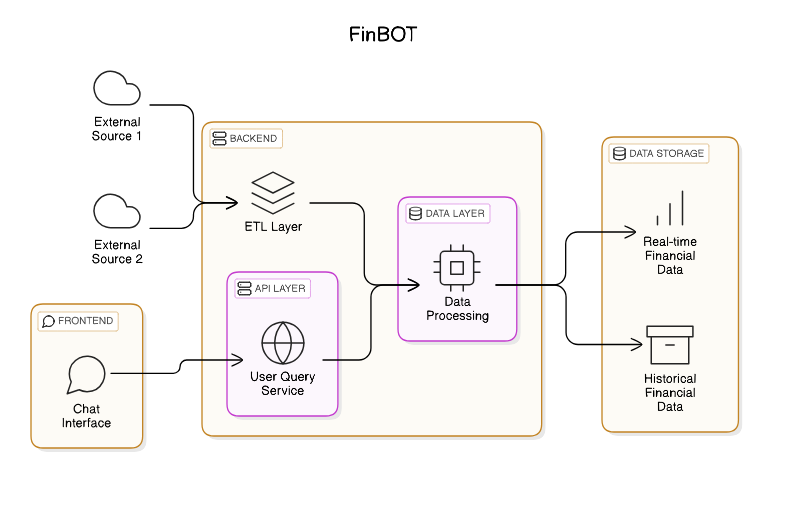 FinBOT
External
Source 1
BACKEND
DATA STORAGE
ETL Layer
DATA LAYER
External
Source 2
Real-time
Financial
Data
API LAYER
Data
Processing
FRONTEND
User Query
Service
Historical
Financial
Data
Chat
Interface